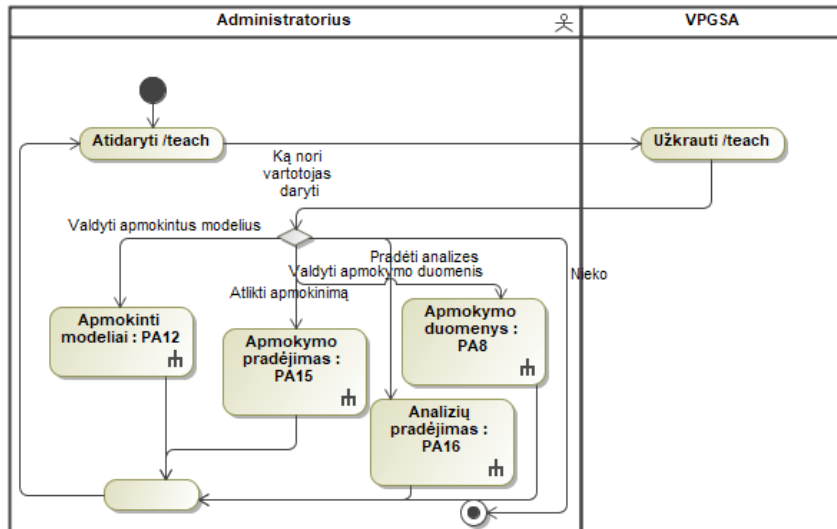 Administratorius
VPGSA
Atidaryti /teach
Užkrauti /teach
Ką nori
vartotojas
daryti
Valdyti apmokintus modelius
Pradėti analizes
Valdyti apmokymo duomenis
Nieko
Atlikti apmokinimą
Apmokinti
modeliai : PA12
Apmokymo
pradėjimas :
PA15
Apmokymo
duomenys :
PA8
Analizių
pradėjimas :
PA16